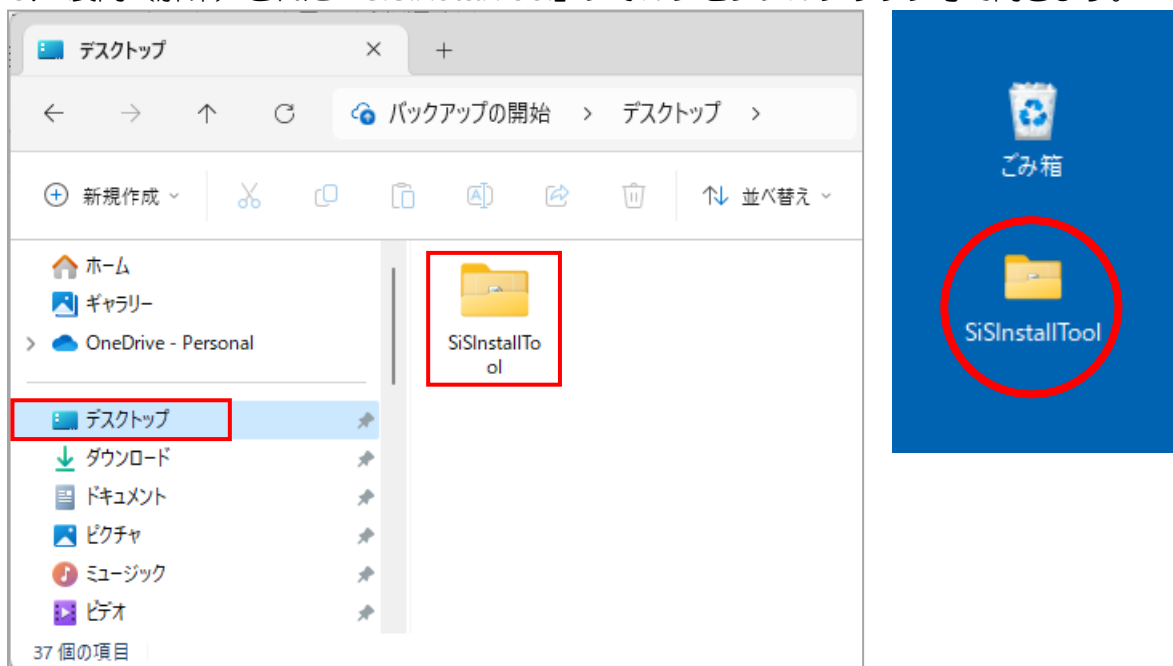 デスクトップ
バックアップの開始 > デスクトップ >
新規作成
並べ替え
ホーム
ギャラリー
OneDrive - Personal
デスクトップ
ダウンロード
ドキュメント
ピクチャ
ミュージック
ビデオ
37 個の項目
SiSInstallTo
ol
ごみ箱
SiSInstallTool